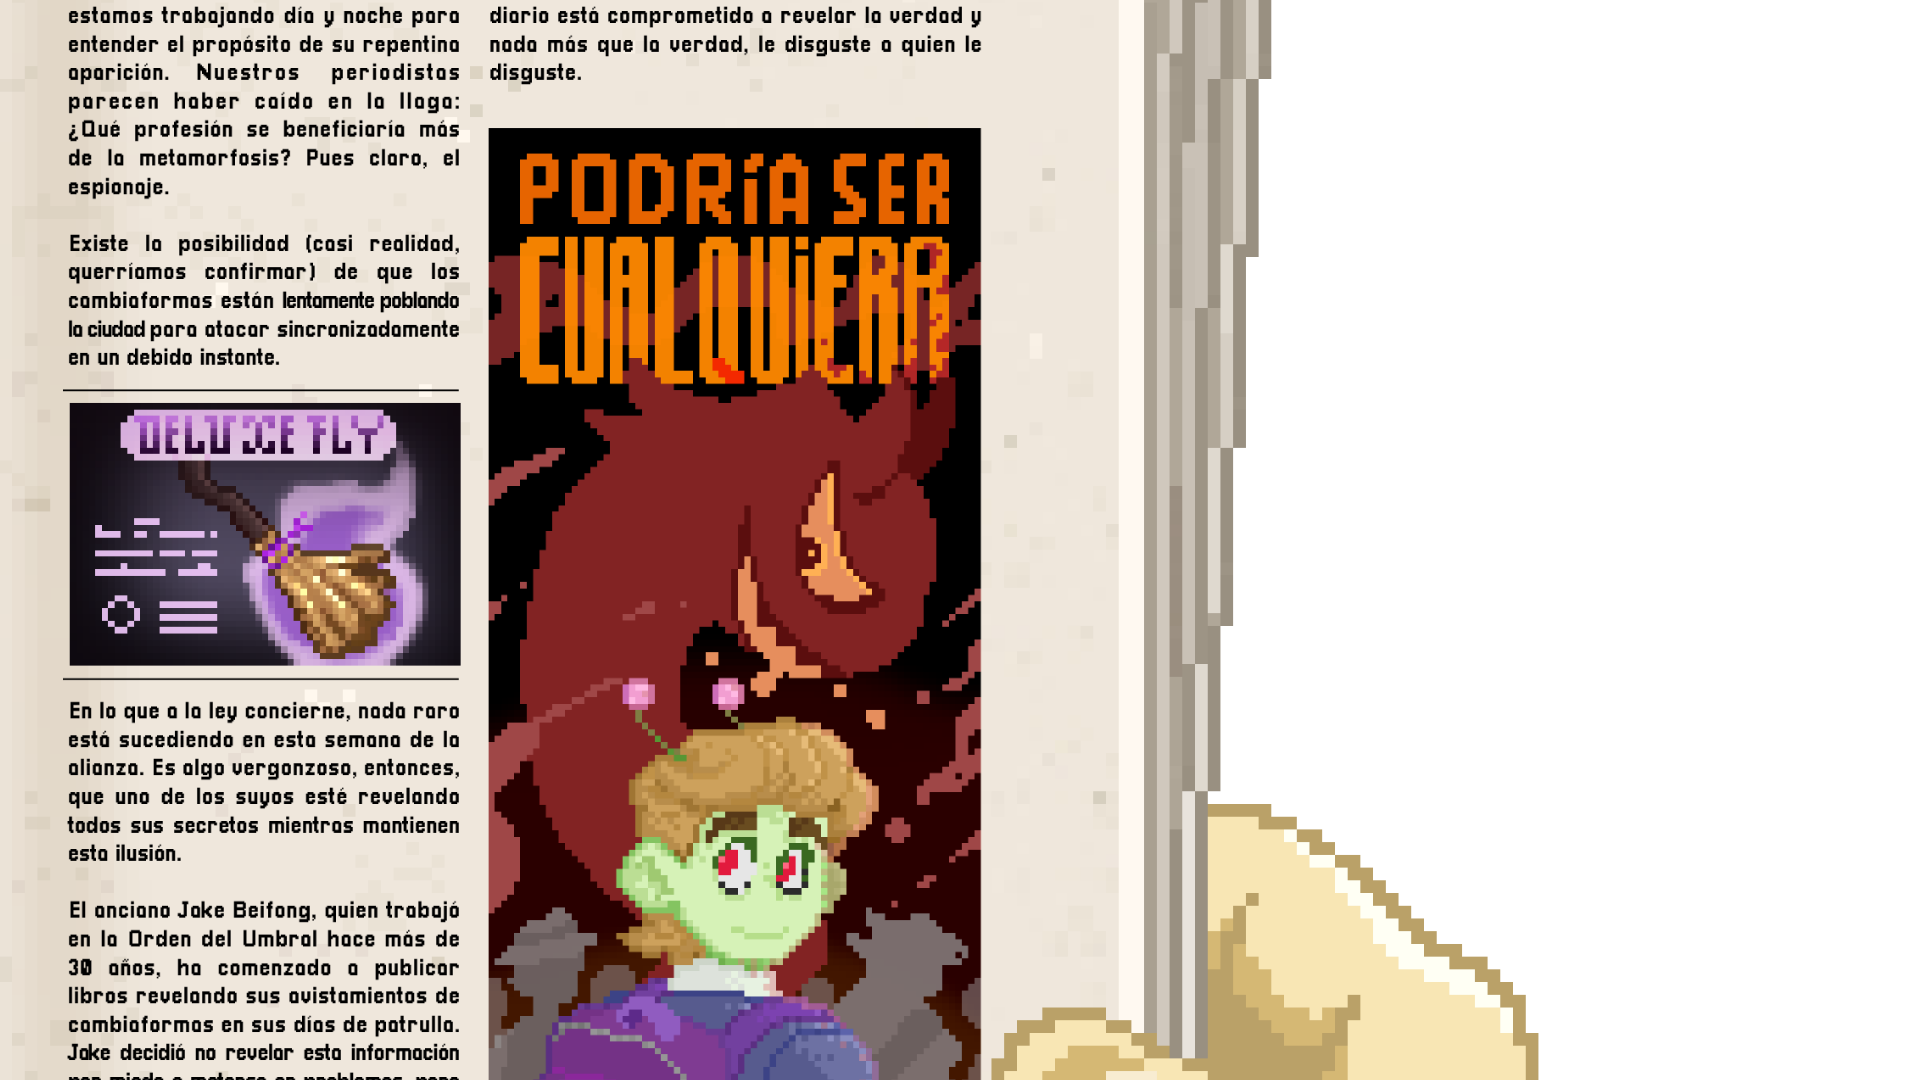 estamos trabajando día y noche para
entender el propósito de su repentina
aparición. Nuestros periodistas
parecen haber caído en la llaga:
¿Qué profesión se beneficiaría más
de la metamorfosis? Pues claro, el
espionaje.
Existe la posibilidad (casi realidad,
querríamos confirmar) de que los
cambiaformas están lentamente poblando
la ciudad para atacar sincronizadamente
en un debido instante.
DELUXE FLY
En lo que a la ley concierne, nada raro
está sucediendo en esta semana de la
alianza. Es algo vergonzoso, entonces,
que uno de los suyos esté revelando
todos sus secretos mientras mantienen
esta ilusión.
El anciano Jake Beifong, quien trabajó
en la Orden del Umbral hace más de
30 años, ha comenzado a publicar
libros revelando sus avistamientos de
cambiaformas en sus días de patrulla.
Jake decidió no revelar esta información
por miedo a meterse en problemas, pero
diario está comprometido a revelar la verdad y
nada más que la verdad, le disguste a quien le
disguste.
PODRíA SER
CUALQUiERA